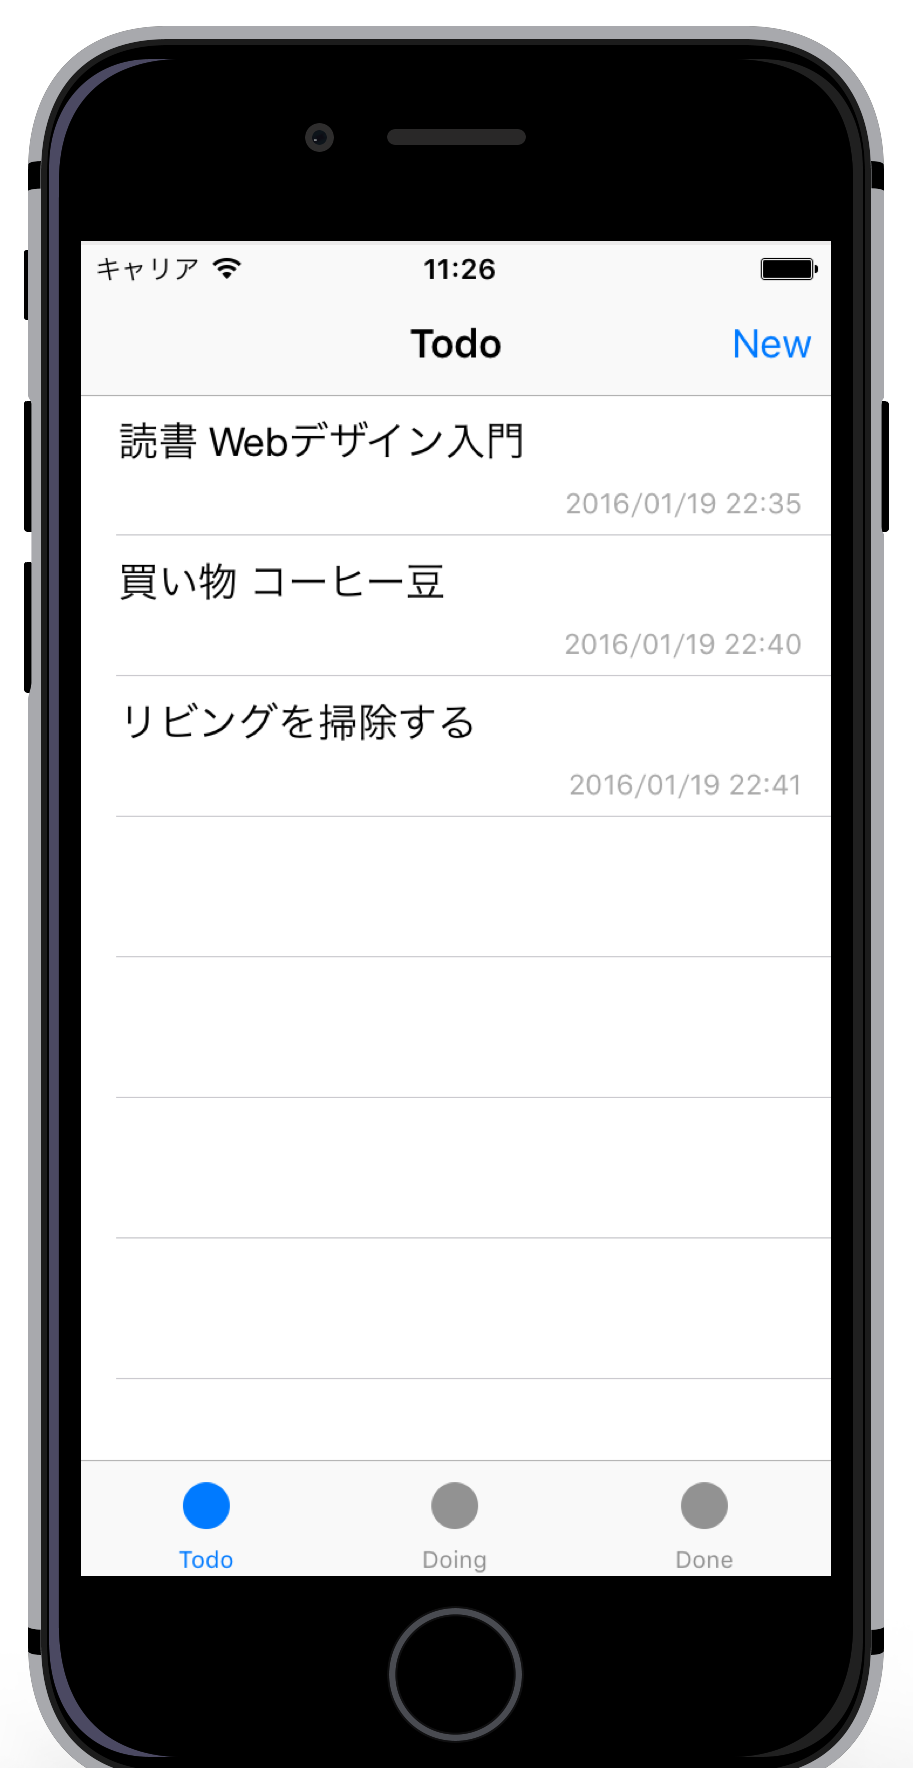 キャリア 11:26
Todo New
読書 Webデザイン入門
2016/01/19 22:35
買い物 コーヒー豆
2016/01/19 22:40
リビングを掃除する
2016/01/19 22:41
Todo Doing Done